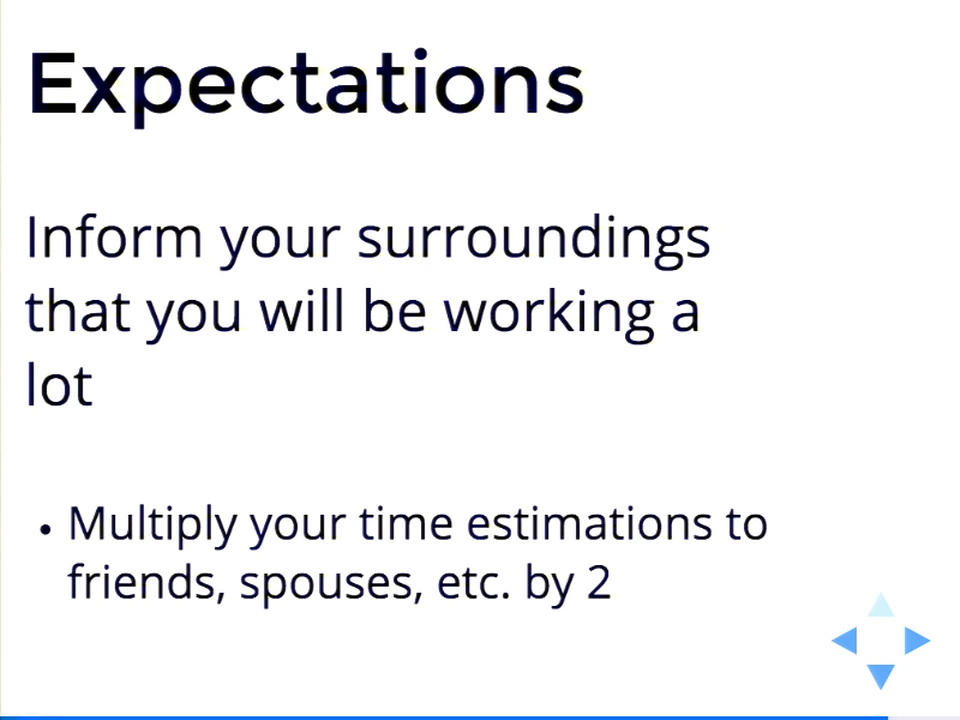 Expectations
Inform your surroundings
that you will be working a
lot
• Multiply your time estimations to
friends, spouses, etc. by 2